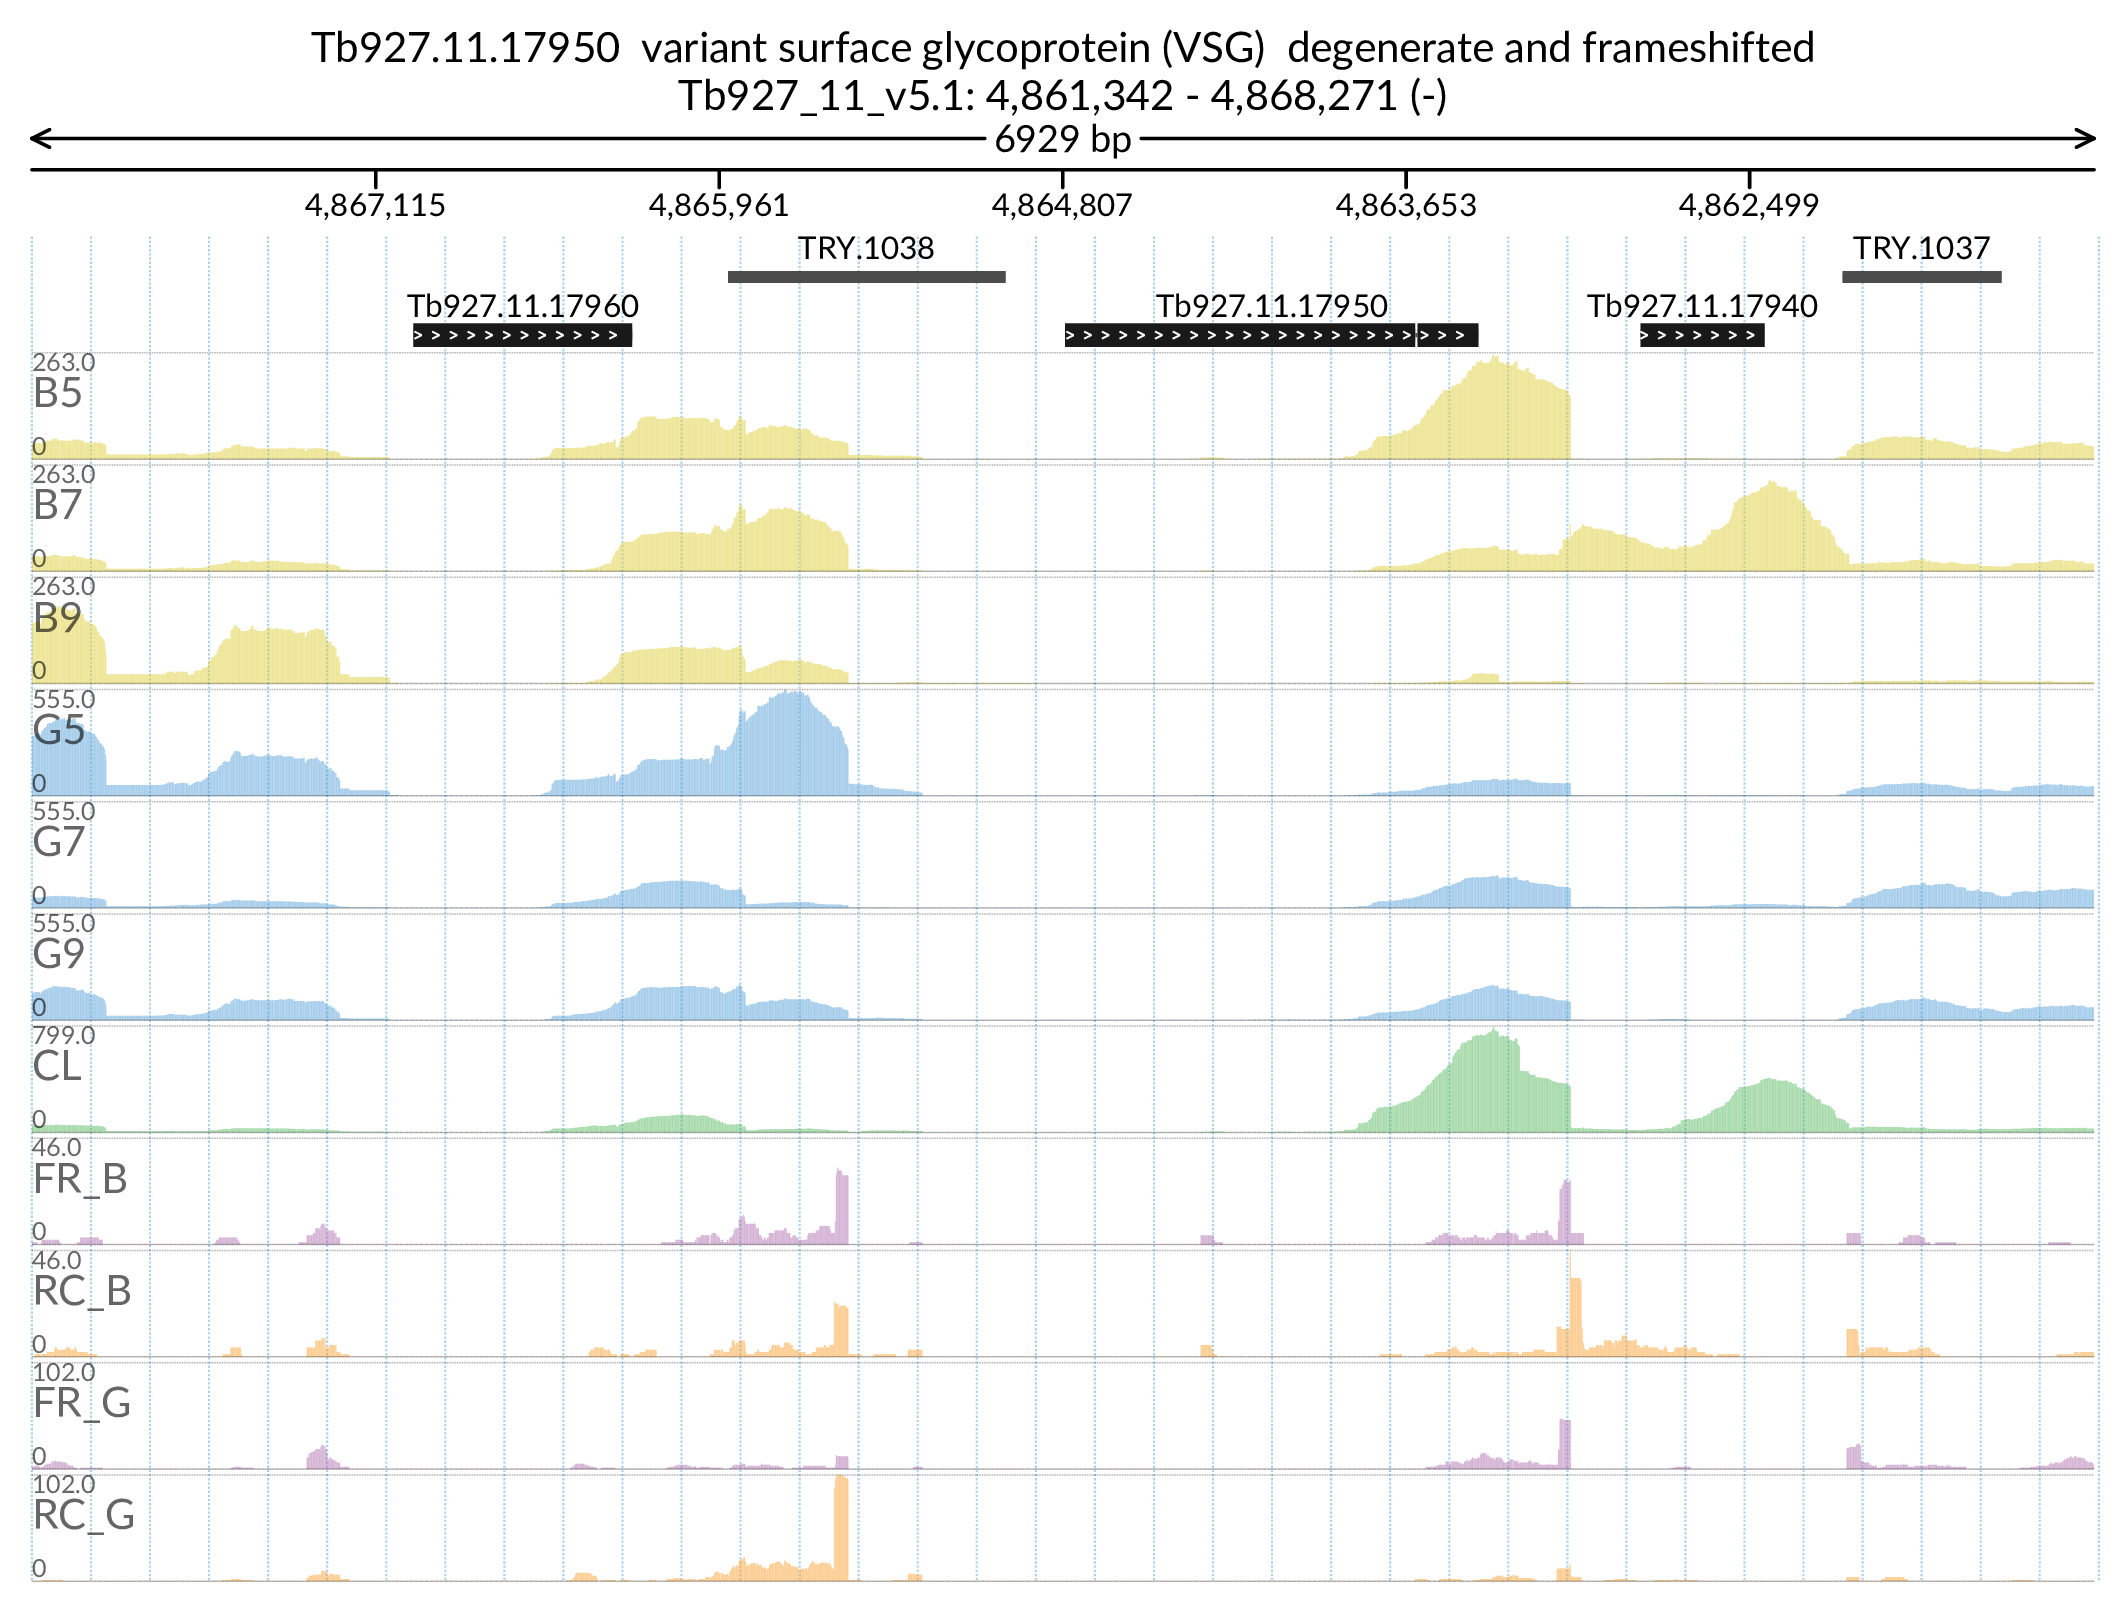 Tb927.11.17950  variant surface glycoprotein (VSG)  degenerate and frameshifted
Tb927_11_v5.1: 4,861,342 - 4,868,271 (-)
6929 bp
4,867,115 4,865,961 4,864,807 4,863,653 4,862,499
TRY.1038 TRY.1037
Tb927.11.17960 Tb927.11.17950 Tb927.11.17940
263.0
B5
0
263.0
B7
0
263.0
B9
0
555.0
G5
0
555.0
G7
0
555.0
G9
0
799.0
CL
0
46.0
FR_B
0
46.0
RC_B
0
102.0
FR_G
0
102.0
RC_G
0